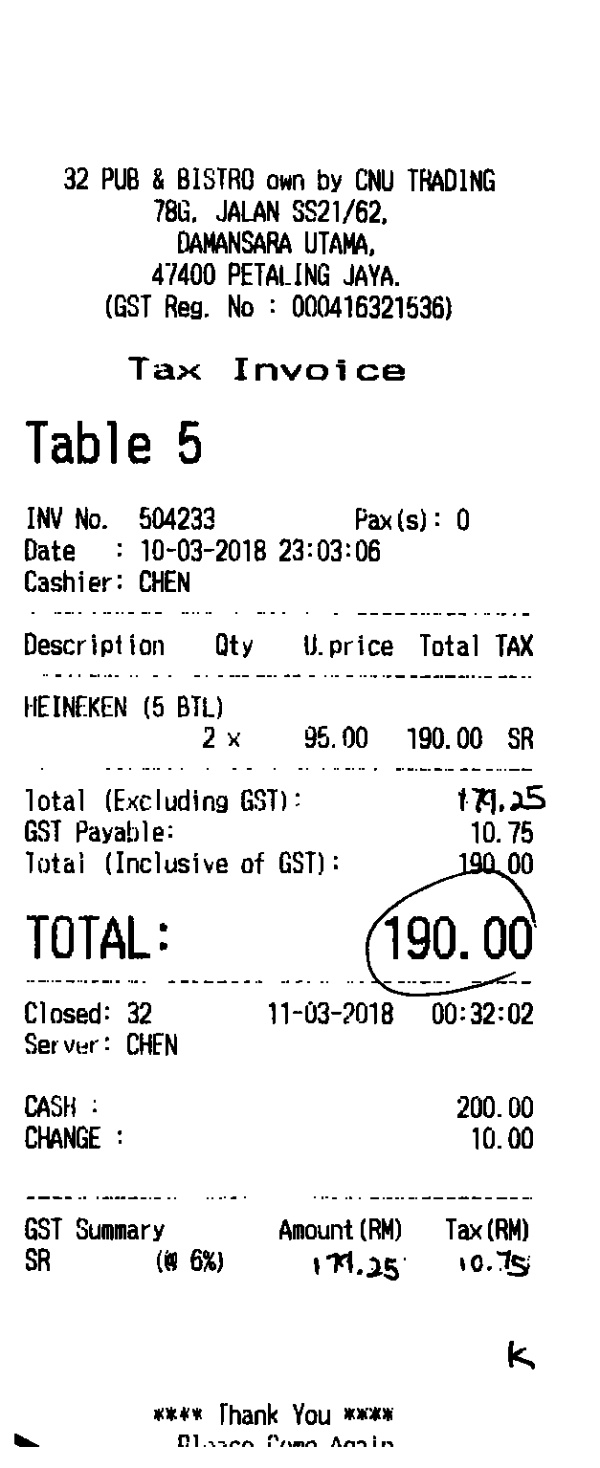 32 PUB & BISTRO own by CNU TRADING
78G, JALAN SS21/62,
DAMANSARA UTAMA,
47400 PETALING JAYA.
(GST Reg. No : 000416321536)
Tax Invoice
Table 5
INV No. 504233 Pax(s): 0
Date : 10-03-2018 23:03:06
Cashier: CHEN
Description Qty U.price Total TAX
HEINEKEN (5 BTL)
2 x 95.00 190.00 SR
Total (Excluding GST): 179.25
GST Payable: 10.75
Total (Inclusive of GST): 190.00
TOTAL: 190.00
Closed: 32 11-03-2018 00:32:02
Server: CHEN
CASH : 200.00
CHANGE : 10.00
GST Summary Amount(RM) Tax(RM)
SR (@ 6%) 179.25 10.75
K
**** Thank You ****
Please Come Again